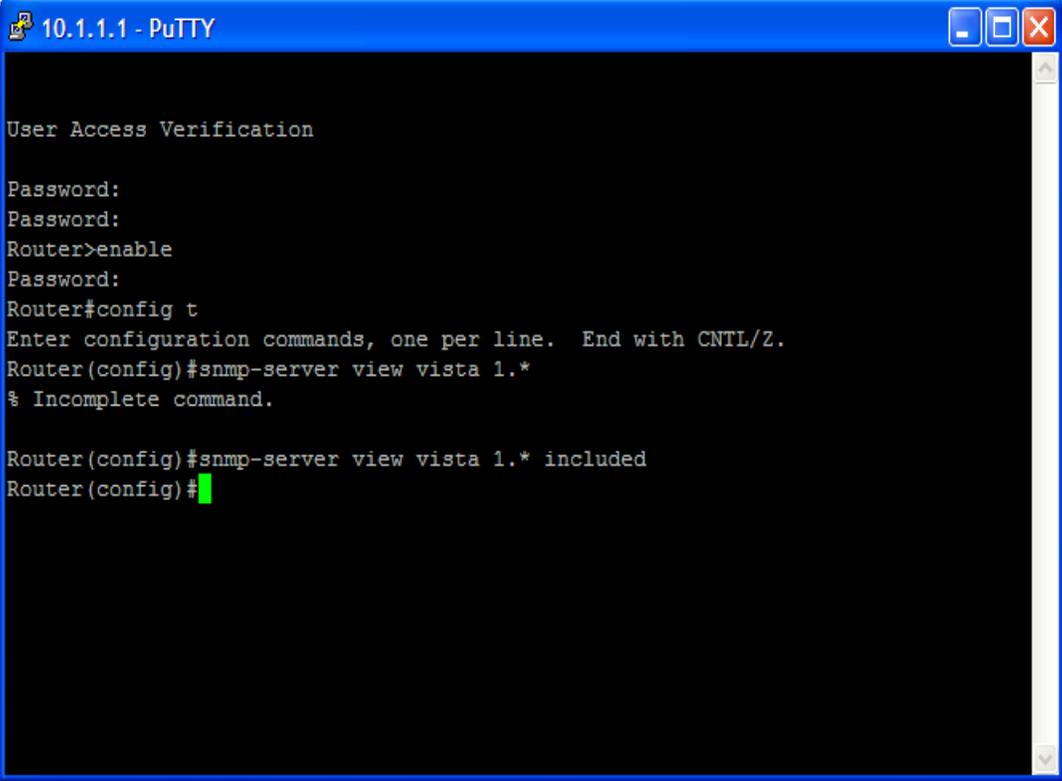 10.1.1.1 - PuTTY
User Access Verification
Password:
Password:
Router>enable
Password:
Router#config t
Enter configuration commands, one per line.  End with CNTL/Z.
Router(config)#snmp-server view vista 1.*
% Incomplete command.
Router(config)#snmp-server view vista 1.* included
Router(config)#